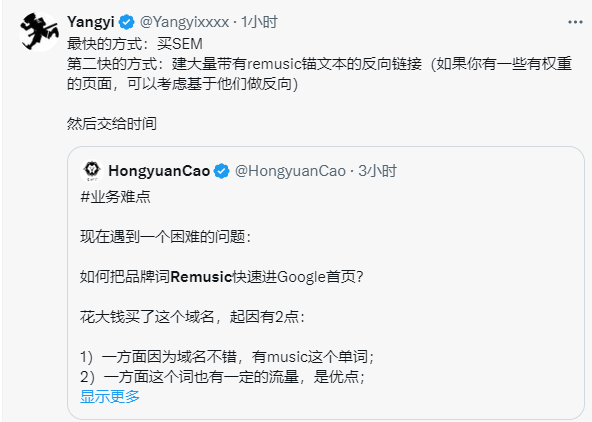 Yangyi @Yangyixxxx · 1小时
最快的方式：买SEM
第二快的方式：建大量带有remusic锚文本的反向链接（如果你有一些有权重
的页面，可以考虑基于他们做反向）
然后交给时间
HongyuanCao @HongyuanCao · 3小时
#业务难点
现在遇到一个困难的问题：
如何把品牌词Remusic快速进Google首页？
花大钱买了这个域名，起因有2点：
1）一方面因为域名不错，有music这个单词；
2）一方面这个词也有一定的流量，是优点；
显示更多